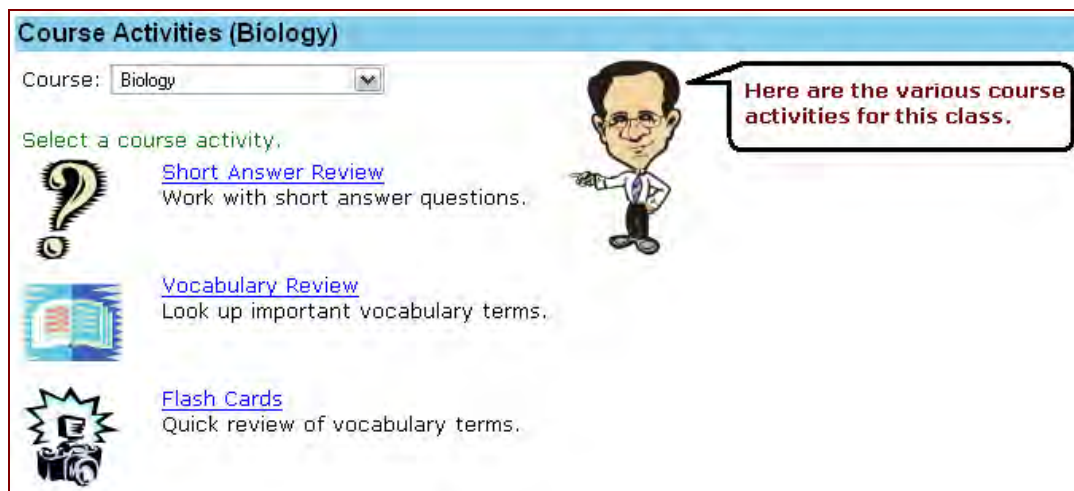 Course Activities (Biology)
Course: Biology
Here are the various course
activities for this class.
Select a course activity.
Short Answer Review
Work with short answer questions.
Vocabulary Review
Look up important vocabulary terms.
Flash Cards
Quick review of vocabulary terms.